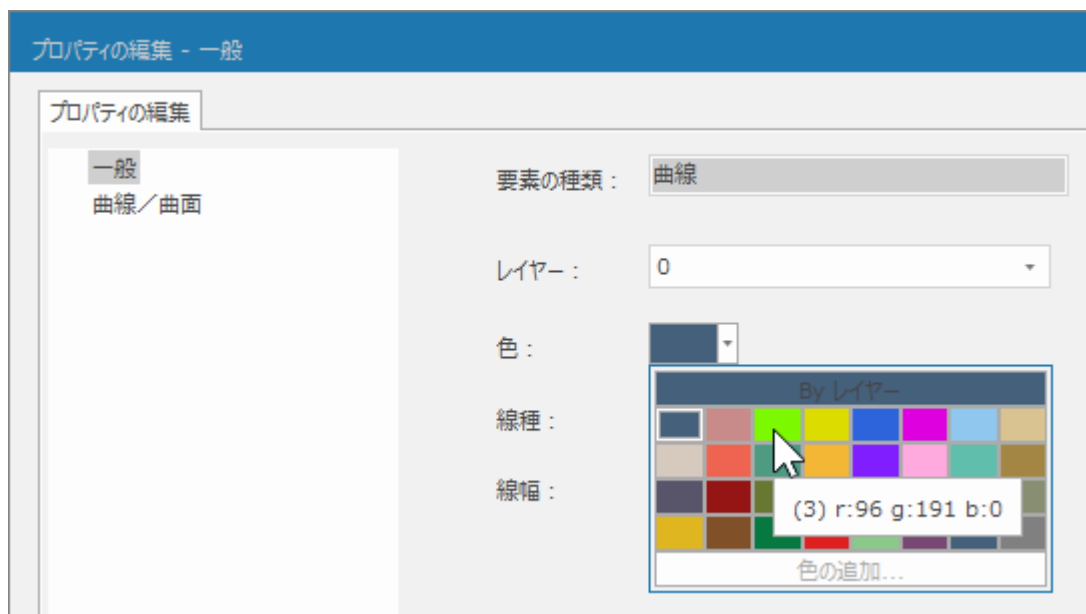 プロパティの編集 - 一般
プロパティの編集
一般
曲線／曲面
要素の種類：
曲線
レイヤー：
0
色：
By レイヤー
線種：
線幅：
(3) r:96 g:191 b:0
色の追加...